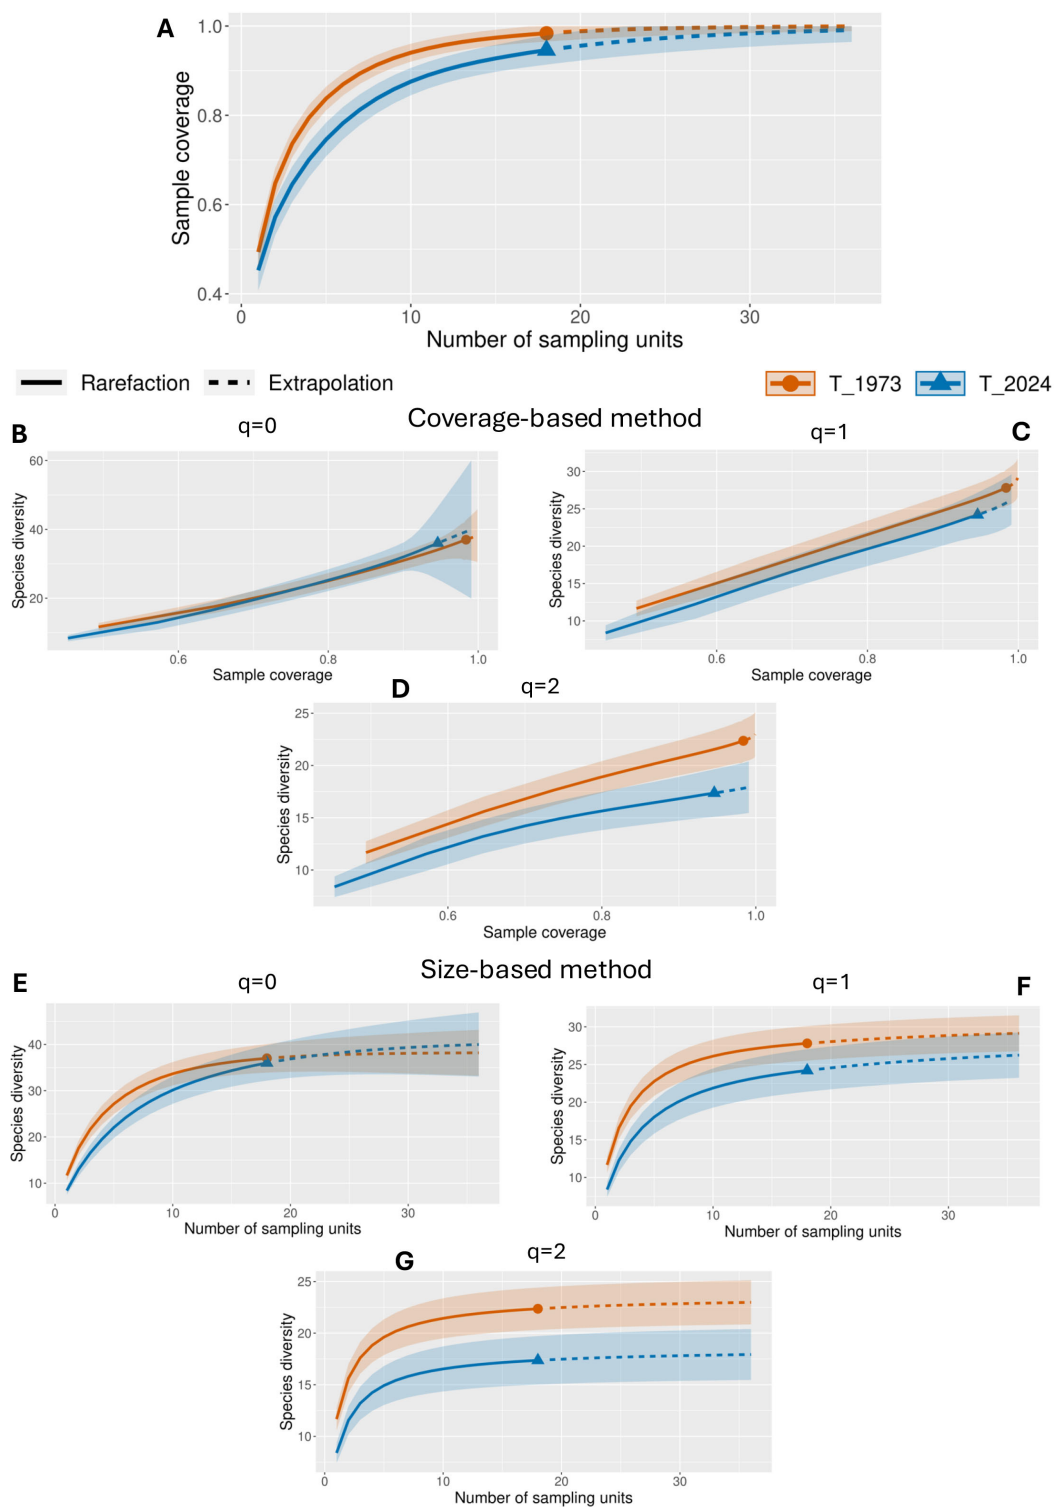 A
1.0
0.8
0.6
0.4
Sample coverage
0 10 20 30
Number of sampling units
Rarefaction Extrapolation T_1973 T_2024
Coverage-based method
B q=0
60
40
20
Species diversity
0.6 0.8 1.0
Sample coverage
q=1 C
30
25
20
15
10
Species diversity
0.6 0.8 1.0
Sample coverage
D q=2
25
20
15
10
Species diversity
0.6 0.8 1.0
Sample coverage
Size-based method
E q=0
40
30
20
10
Species diversity
0 10 20 30
Number of sampling units
q=1 F
30
25
20
15
10
Species diversity
0 10 20 30
Number of sampling units
G q=2
25
20
15
10
Species diversity
0 10 20 30
Number of sampling units